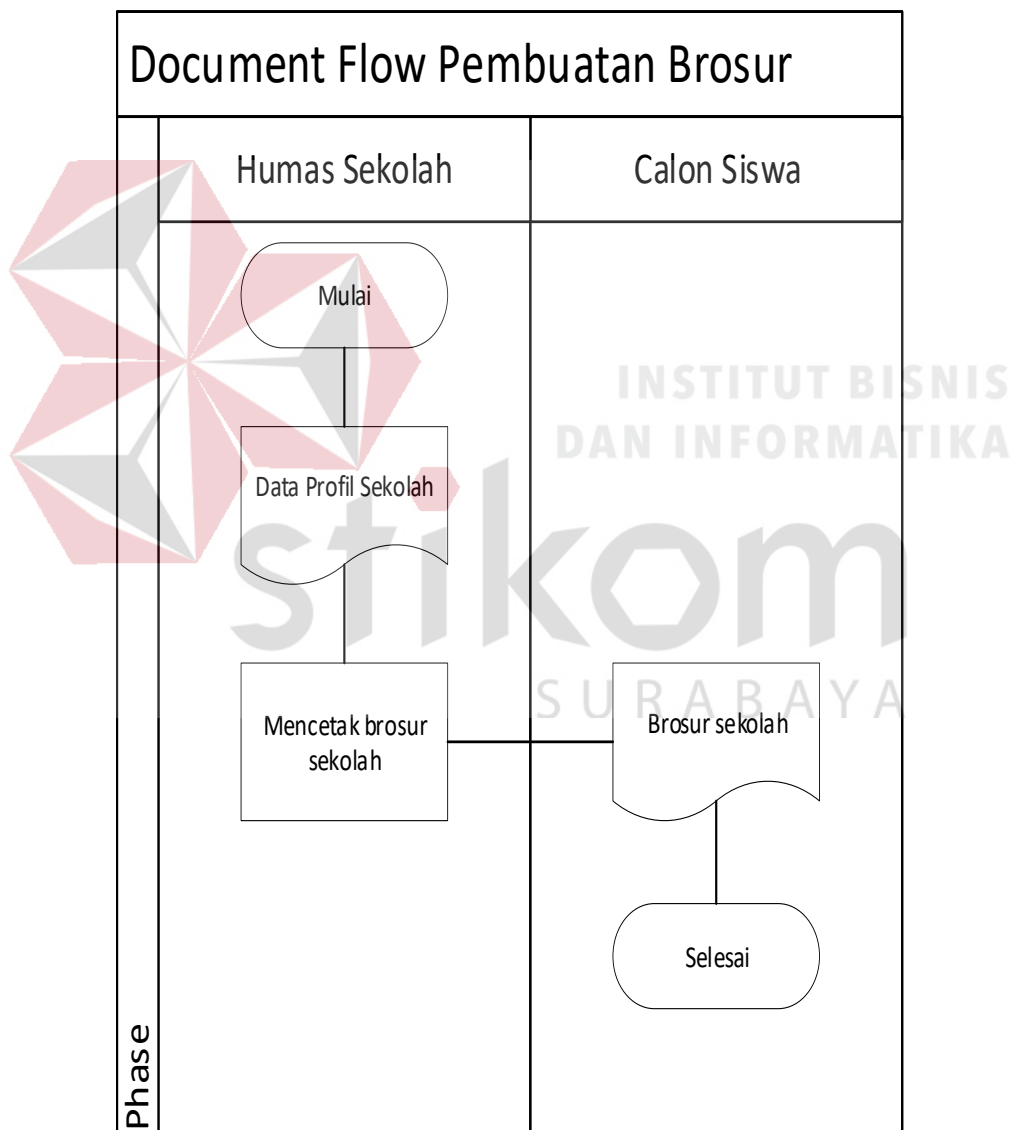 Document Flow Pembuatan Brosur
Humas Sekolah
Calon Siswa
Mulai
INSTITUT BISNIS
DAN INFORMATIKA
Data Profil Sekolah
stikom
SURABAYA
Mencetak brosur
sekolah
Brosur sekolah
Selesai
Phase